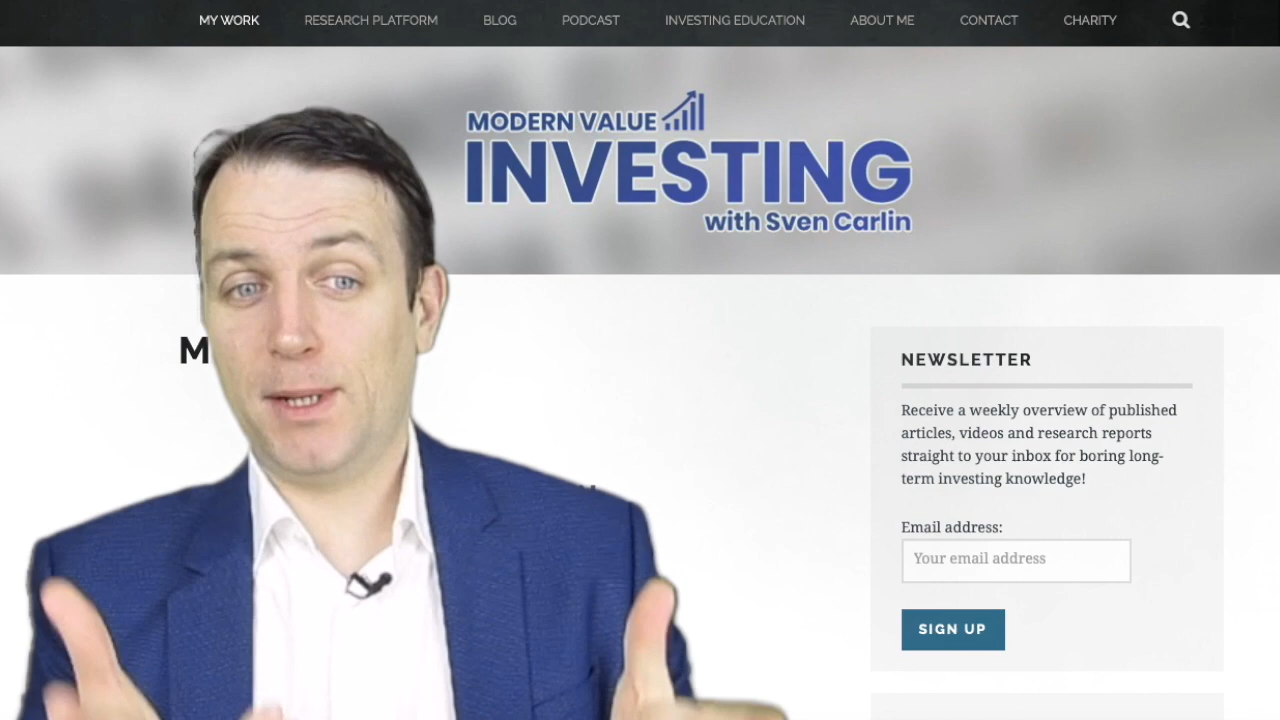 MY WORK RESEARCH PLATFORM BLOG PODCAST INVESTING EDUCATION ABOUT ME CONTACT CHARITY
MODERN VALUE
INVESTING
with Sven Carlin
M
NEWSLETTER
Receive a weekly overview of published
articles, videos and research reports
straight to your inbox for boring long-
term investing knowledge!
Email address:
Your email address
SIGN UP